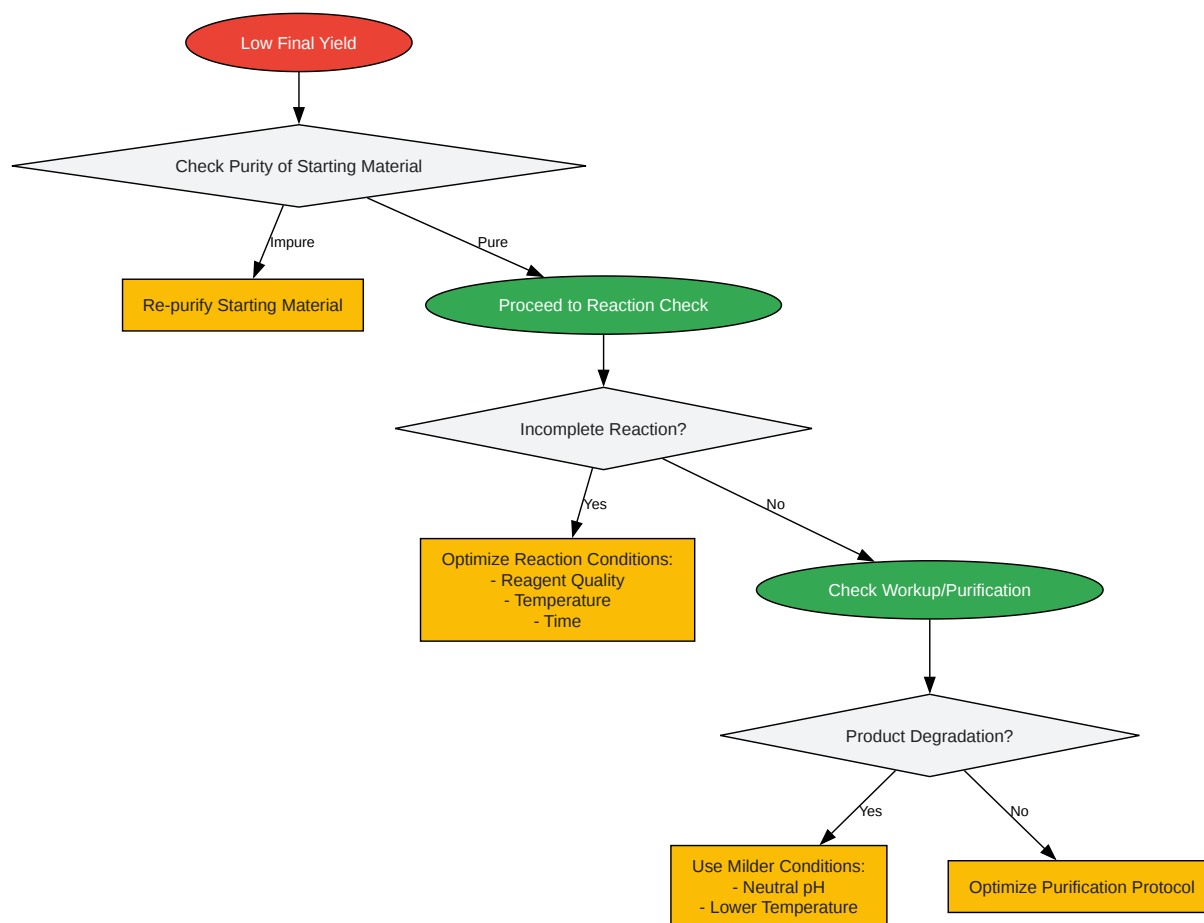 Low Final Yield
Check Purity of Starting Material
Impure
Pure
Re-purify Starting Material
Proceed to Reaction Check
Incomplete Reaction?
Yes
No
Optimize Reaction Conditions:
- Reagent Quality
- Temperature
- Time
Check Workup/Purification
Product Degradation?
Yes
No
Use Milder Conditions:
- Neutral pH
- Lower Temperature
Optimize Purification Protocol